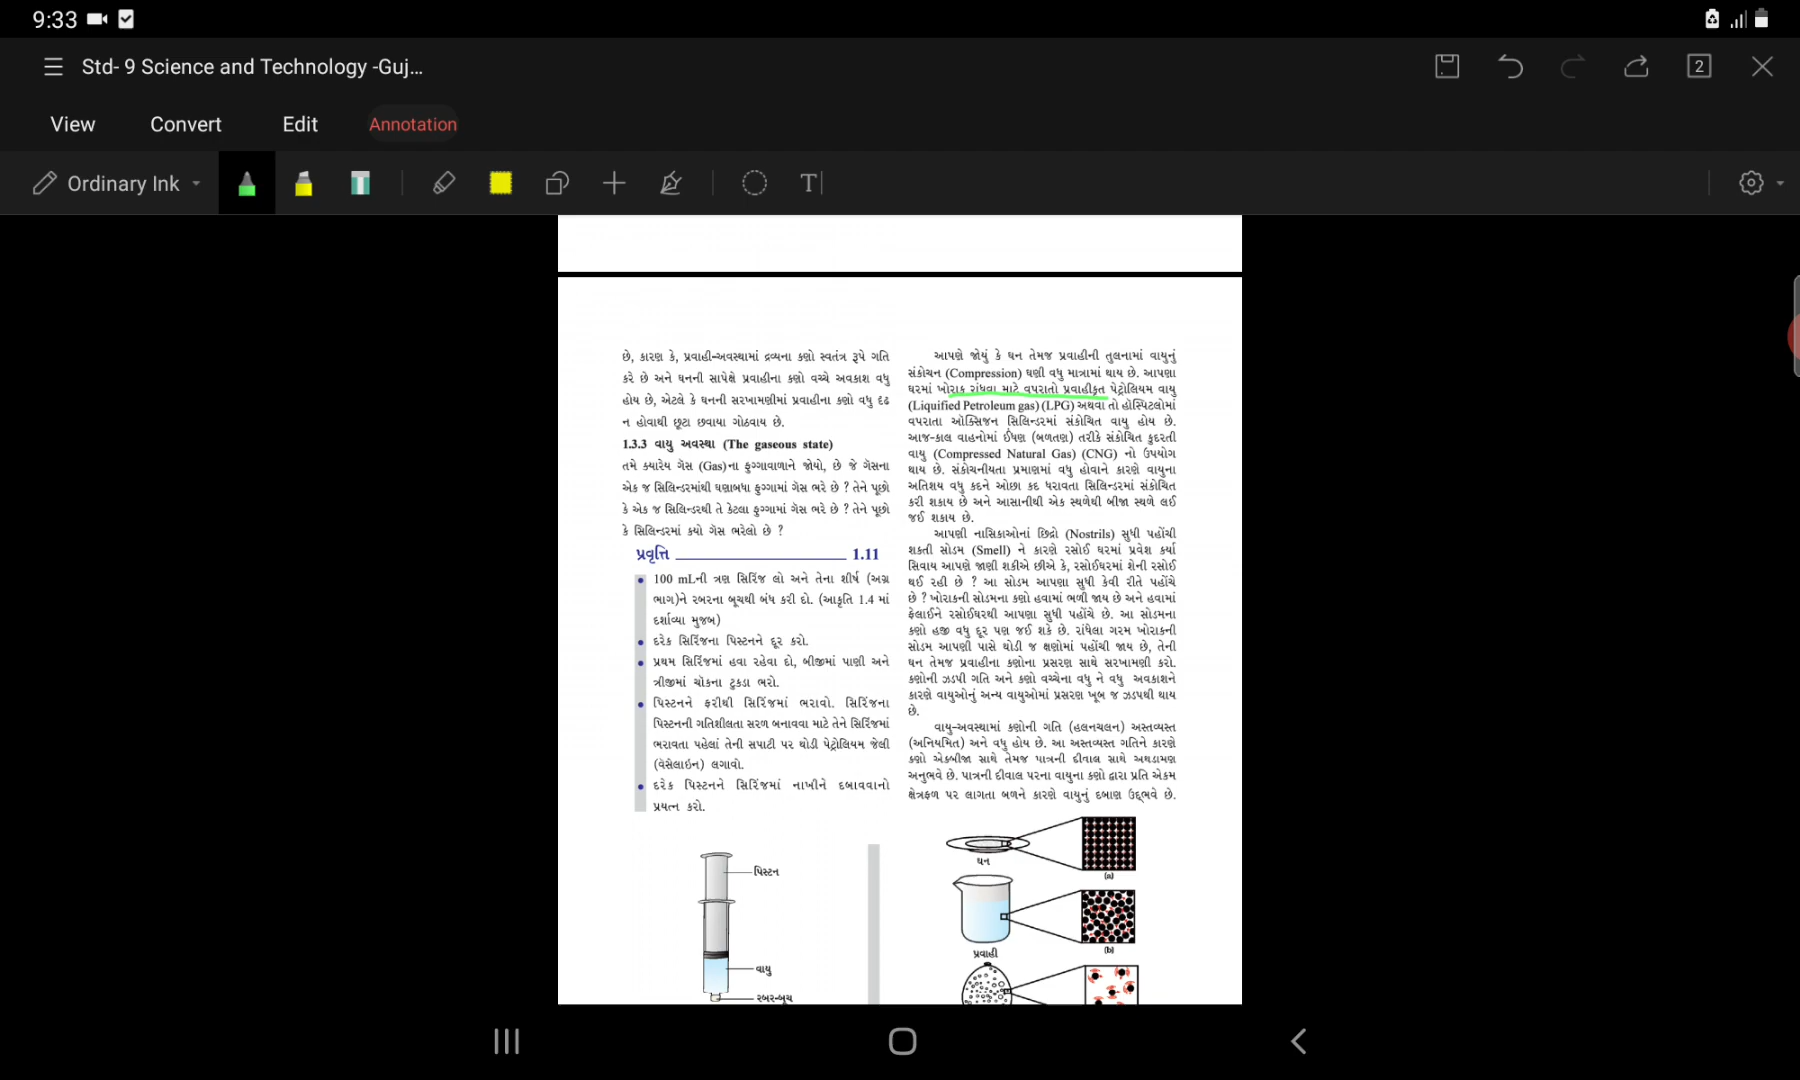 9:33
Std- 9 Science and Technology -Guj...
2
View
Convert
Edit
Annotation
Ordinary Ink
T
છે, કારણ કે, પ્રવાહી-અવસ્થામાં દ્રવ્યના કણો સ્વતંત્ર રૂપે ગતિ
કરે છે અને ઘનની સાપેક્ષે પ્રવાહીના કણો વચ્ચે અવકાશ વધુ
હોય છે, એટલે કે ઘનની સરખામણીમાં પ્રવાહીના કણો વધુ દૃઢ
ન હોવાથી છૂટા છવાયા ગોઠવાય છે.
1.3.3 વાયુ અવસ્થા (The gaseous state)
તમે ક્યારેય ગૅસ (Gas)ના ફુગ્ગાવાળાને જોયો, છે જે ગૅસના
એક જ સિલિન્ડરમાંથી ઘણાબધા ફુગ્ગામાં ગૅસ ભરે છે ? તેને પૂછો
કે એક જ સિલિન્ડરથી તે કેટલા ફુગ્ગામાં ગૅસ ભરે છે ? તેને પૂછો
કે સિલિન્ડરમાં ક્યો ગૅસ ભરેલો છે ?
પ્રવૃત્તિ 1.11
• 100 mLની ત્રણ સિરિંજ લો અને તેના શીર્ષ (અગ્ર
ભાગ)ને રબરના બૂચથી બંધ કરી દો. (આકૃતિ 1.4 માં
દર્શાવ્યા મુજબ)
• દરેક સિરિંજના પિસ્ટનને દૂર કરો.
• પ્રથમ સિરિંજમાં હવા રહેવા દો, બીજીમાં પાણી અને
ત્રીજીમાં ચોકના ટુકડા ભરો.
• પિસ્ટનને ફરીથી સિરિંજમાં ભરાવો. સિરિંજના
પિસ્ટનની ગતિશીલતા સરળ બનાવવા માટે તેને સિરિંજમાં
ભરાવતા પહેલાં તેની સપાટી પર થોડી પેટ્રોલિયમ જેલી
(વેસેલાઇન) લગાવો.
• દરેક પિસ્ટનને સિરિંજમાં નાખીને દબાવવાનો
પ્રયત્ન કરો.
પિસ્ટન
વાયુ
રબર-બૂચ
આપણે જોયું કે ઘન તેમજ પ્રવાહીની તુલનામાં વાયુનું
સંકોચન (Compression) ઘણી વધુ માત્રામાં થાય છે. આપણા
ઘરમાં ખોરાક રાંધવા માટે વપરાતો પ્રવાહીકૃત પેટ્રોલિયમ વાયુ
(Liquified Petroleum gas) (LPG) અથવા તો હૉસ્પિટલોમાં
વપરાતા ઑક્સિજન સિલિન્ડરમાં સંકોચિત વાયુ હોય છે.
આજ-કાલ વાહનોમાં ઈંધણ (બળતણ) તરીકે સંકોચિત કુદરતી
વાયુ (Compressed Natural Gas) (CNG) નો ઉપયોગ
થાય છે. સંકોચનીયતા પ્રમાણમાં વધુ હોવાને કારણે વાયુના
અતિશય વધુ કદને ઓછા કદ ધરાવતા સિલિન્ડરમાં સંકોચિત
કરી શકાય છે અને આસાનીથી એક સ્થળેથી બીજા સ્થળે લઈ
જઈ શકાય છે.
આપણી નાસિકાઓનાં છિદ્રો (Nostrils) સુધી પહોંચી
શકતી સોડમ (Smell) ને કારણે રસોઈ ઘરમાં પ્રવેશ કર્યા
સિવાય આપણે જાણી શકીએ છીએ કે, રસોઈઘરમાં શેની રસોઈ
થઈ રહી છે ? આ સોડમ આપણા સુધી કેવી રીતે પહોંચે
છે ? ખોરાકની સોડમના કણો હવામાં ભળી જાય છે અને હવામાં
ફેલાઈને રસોઈઘરથી આપણા સુધી પહોંચે છે. આ સોડમના
કણો હજી વધુ દૂર પણ જઈ શકે છે. રાંધેલા ગરમ ખોરાકની
સોડમ આપણી પાસે થોડી જ ક્ષણોમાં પહોંચી જાય છે, તેની
ઘન તેમજ પ્રવાહીના કણોના પ્રસરણ સાથે સરખામણી કરો.
કણોની ઝડપી ગતિ અને કણો વચ્ચેના વધુ ને વધુ અવકાશને
કારણે વાયુઓનું અન્ય વાયુઓમાં પ્રસરણ ખૂબ જ ઝડપથી થાય
છે.
વાયુ-અવસ્થામાં કણોની ગતિ (હલનચલન) અસ્તવ્યસ્ત
(અનિયમિત) અને વધુ હોય છે. આ અસ્તવ્યસ્ત ગતિને કારણે
કણો એકબીજા સાથે તેમજ પાત્રની દીવાલ સાથે અથડામણ
અનુભવે છે. પાત્રની દીવાલ પરના વાયુના કણો દ્વારા પ્રતિ એકમ
ક્ષેત્રફળ પર લાગતા બળને કારણે વાયુનું દબાણ ઉદ્ભવે છે.
ઘન
(a)
પ્રવાહી
(b)